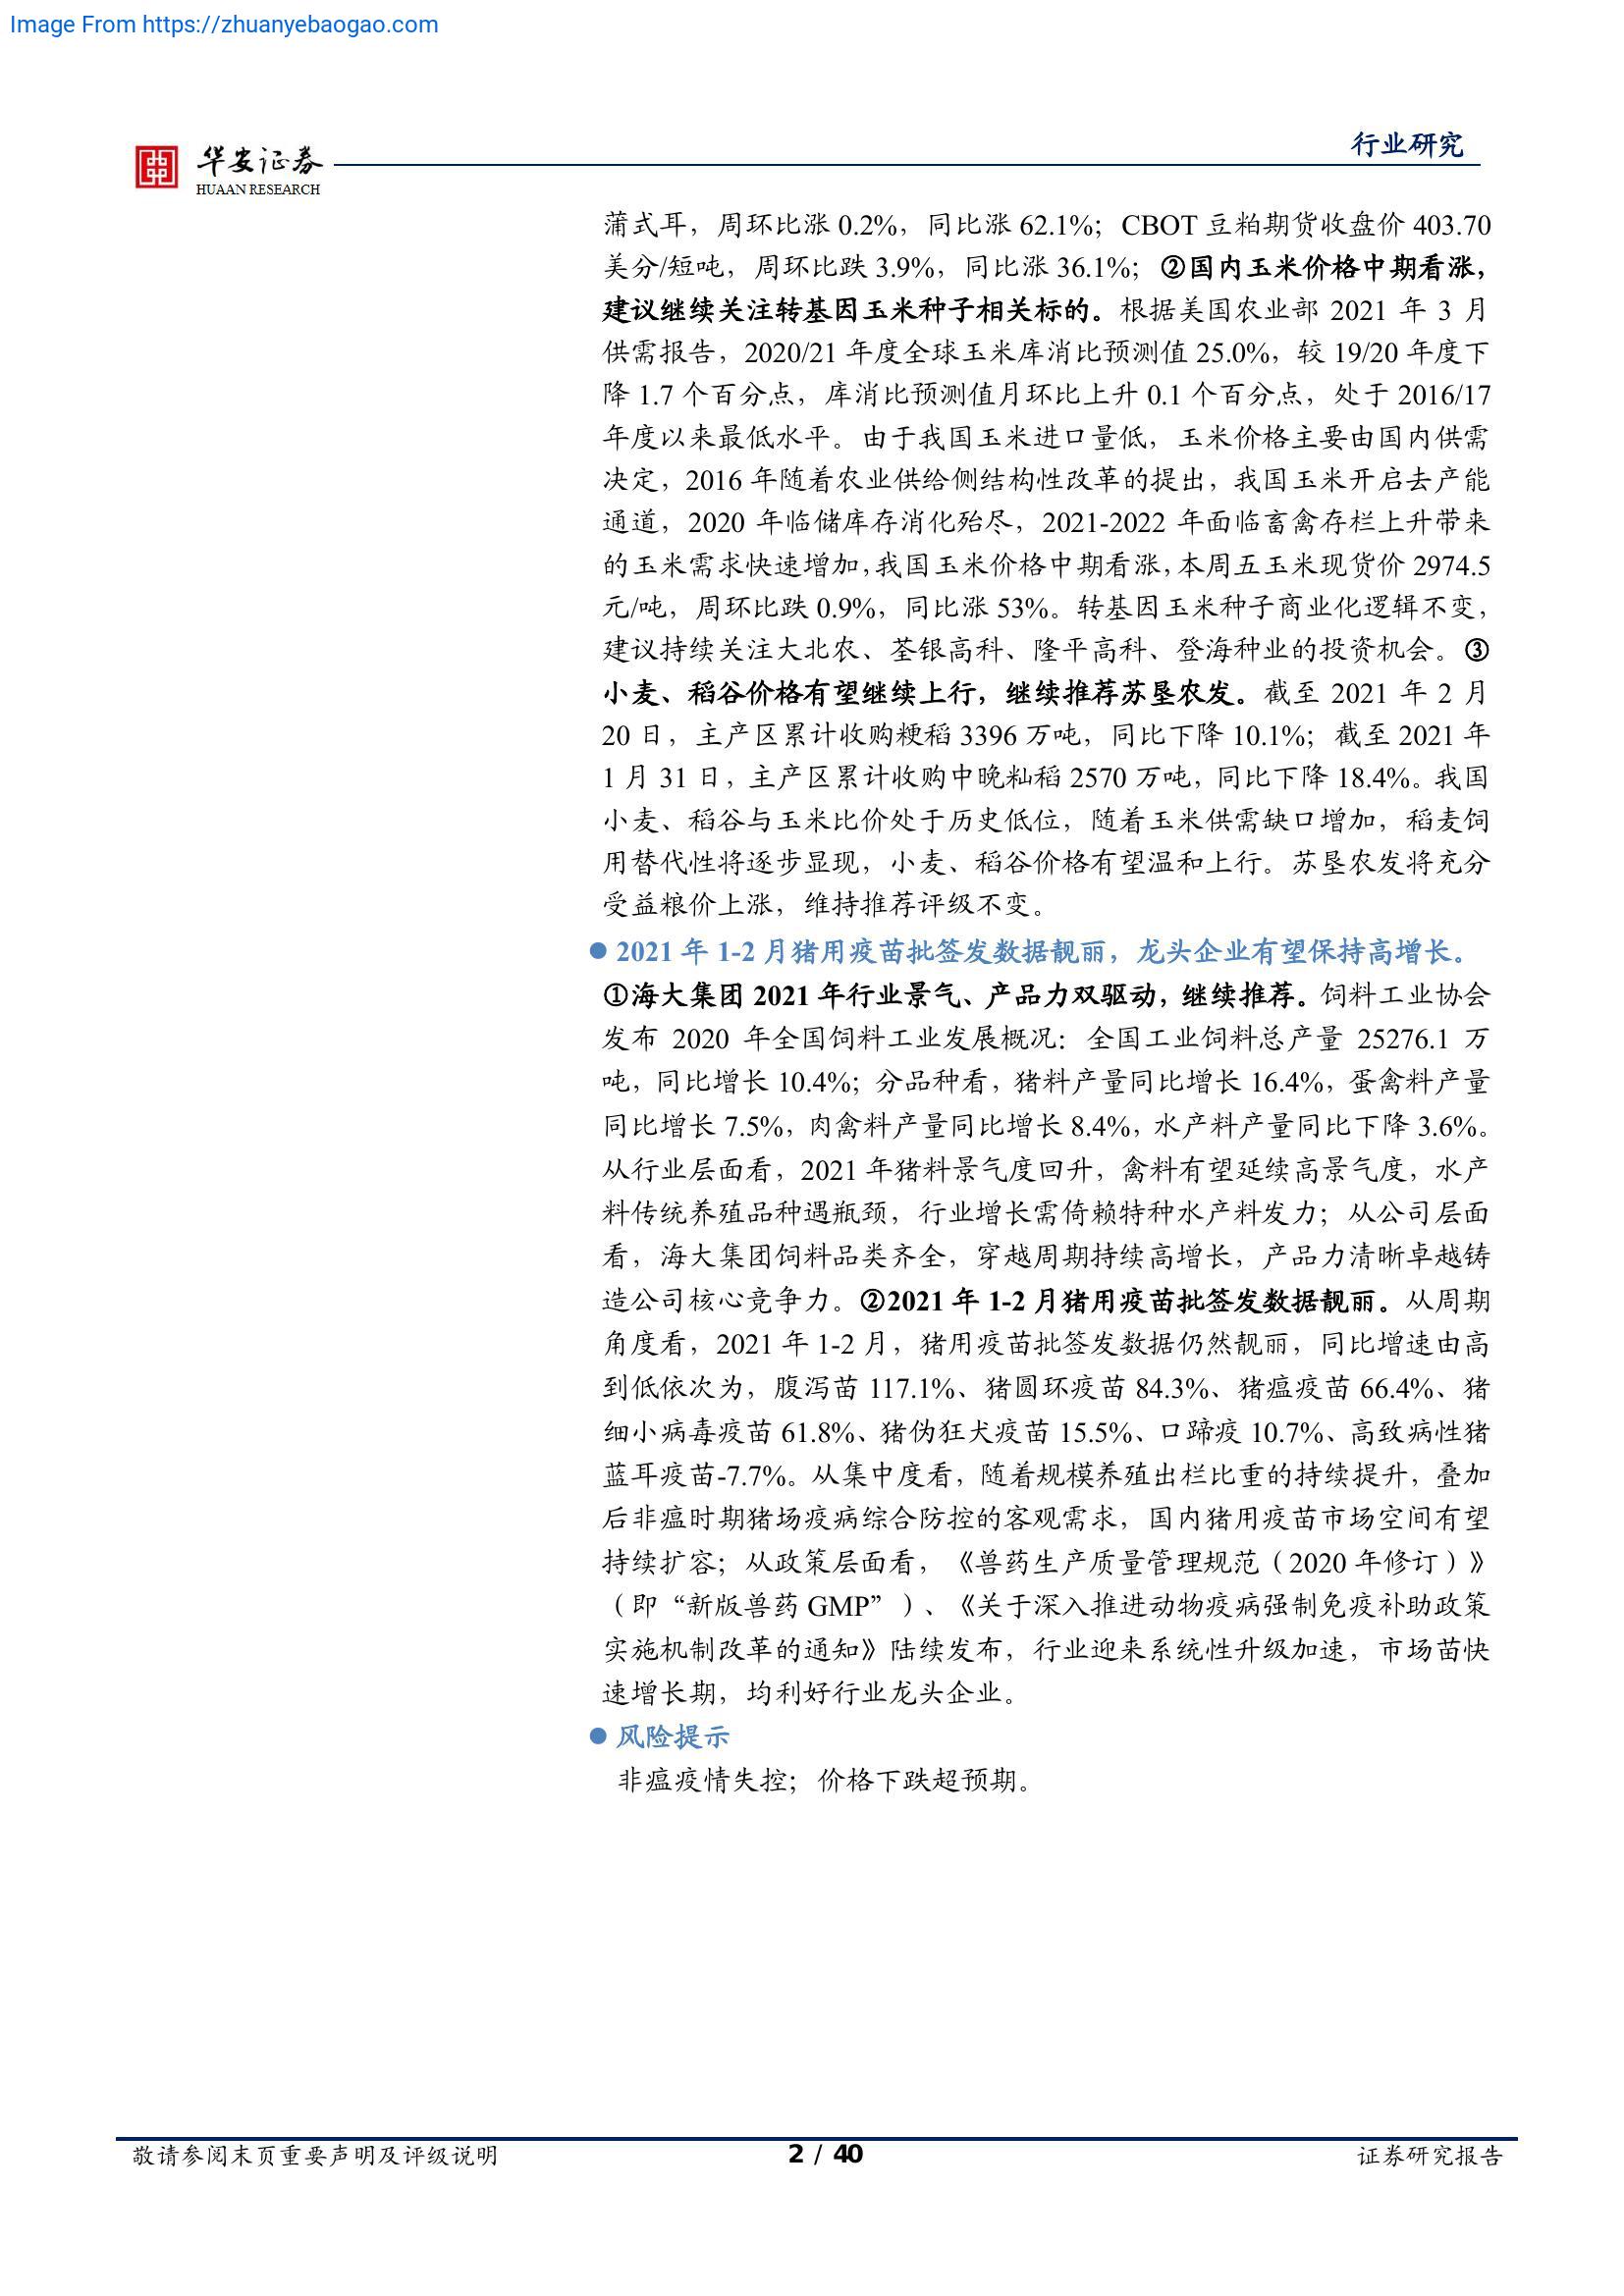 Image From https://zhuanyebaogao.com
华安证券
HUAAN RESEARCH
行业研究
蒲式耳，周环比涨 0.2%，同比涨 62.1%；CBOT 豆粕期货收盘价 403.70
美分/短吨，周环比跌 3.9%，同比涨 36.1%；②国内玉米价格中期看涨，
建议继续关注转基因玉米种子相关标的。根据美国农业部 2021 年 3 月
供需报告，2020/21 年度全球玉米库消比预测值 25.0%，较 19/20 年度下
降 1.7 个百分点，库消比预测值月环比上升 0.1 个百分点，处于 2016/17
年度以来最低水平。由于我国玉米进口量低，玉米价格主要由国内供需
决定，2016 年随着农业供给侧结构性改革的提出，我国玉米开启去产能
通道，2020 年临储库存消化殆尽，2021-2022 年面临畜禽存栏上升带来
的玉米需求快速增加，我国玉米价格中期看涨，本周五玉米现货价 2974.5
元/吨，周环比跌 0.9%，同比涨 53%。转基因玉米种子商业化逻辑不变，
建议持续关注大北农、荃银高科、隆平高科、登海种业的投资机会。③
小麦、稻谷价格有望继续上行，继续推荐苏垦农发。截至 2021 年 2 月
20 日，主产区累计收购粳稻 3396 万吨，同比下降 10.1%；截至 2021 年
1 月 31 日，主产区累计收购中晚籼稻 2570 万吨，同比下降 18.4%。我国
小麦、稻谷与玉米比价处于历史低位，随着玉米供需缺口增加，稻麦饲
用替代性将逐步显现，小麦、稻谷价格有望温和上行。苏垦农发将充分
受益粮价上涨，维持推荐评级不变。
● 2021 年 1-2 月猪用疫苗批签发数据靓丽，龙头企业有望保持高增长。
①海大集团 2021 年行业景气、产品力双驱动，继续推荐。饲料工业协会
发布 2020 年全国饲料工业发展概况：全国工业饲料总产量 25276.1 万
吨，同比增长 10.4%；分品种看，猪料产量同比增长 16.4%，蛋禽料产量
同比增长 7.5%，肉禽料产量同比增长 8.4%，水产料产量同比下降 3.6%。
从行业层面看，2021 年猪料景气度回升，禽料有望延续高景气度，水产
料传统养殖品种遇瓶颈，行业增长需倚赖特种水产料发力；从公司层面
看，海大集团饲料品类齐全，穿越周期持续高增长，产品力清晰卓越铸
造公司核心竞争力。②2021 年 1-2 月猪用疫苗批签发数据靓丽。从周期
角度看，2021 年 1-2 月，猪用疫苗批签发数据仍然靓丽，同比增速由高
到低依次为，腹泻苗 117.1%、猪圆环疫苗 84.3%、猪瘟疫苗 66.4%、猪
细小病毒疫苗 61.8%、猪伪狂犬疫苗 15.5%、口蹄疫 10.7%、高致病性猪
蓝耳疫苗-7.7%。从集中度看，随着规模养殖出栏比重的持续提升，叠加
后非瘟时期猪场疫病综合防控的客观需求，国内猪用疫苗市场空间有望
持续扩容；从政策层面看，《兽药生产质量管理规范（2020 年修订）》
（即“新版兽药 GMP”）、《关于深入推进动物疫病强制免疫补助政策
实施机制改革的通知》陆续发布，行业迎来系统性升级加速，市场苗快
速增长期，均利好行业龙头企业。
● 风险提示
非瘟疫情失控；价格下跌超预期。
敬请参阅末页重要声明及评级说明
2 / 40
证券研究报告